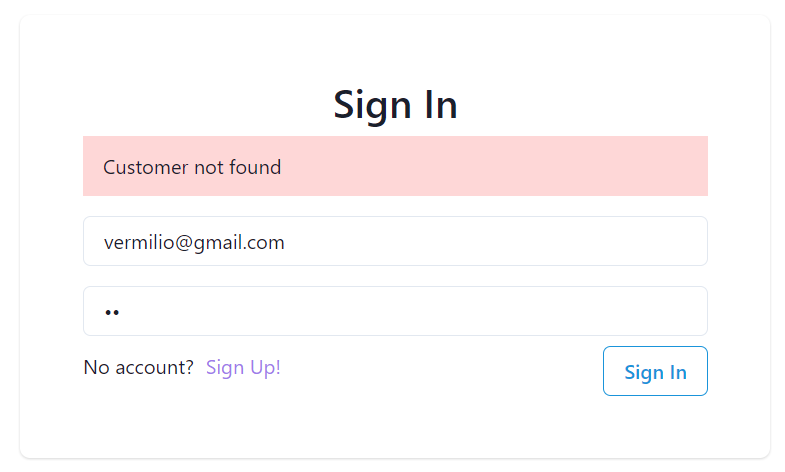 Sign In
Customer not found
vermilio@gmail.com
••
No account? Sign Up!
Sign In